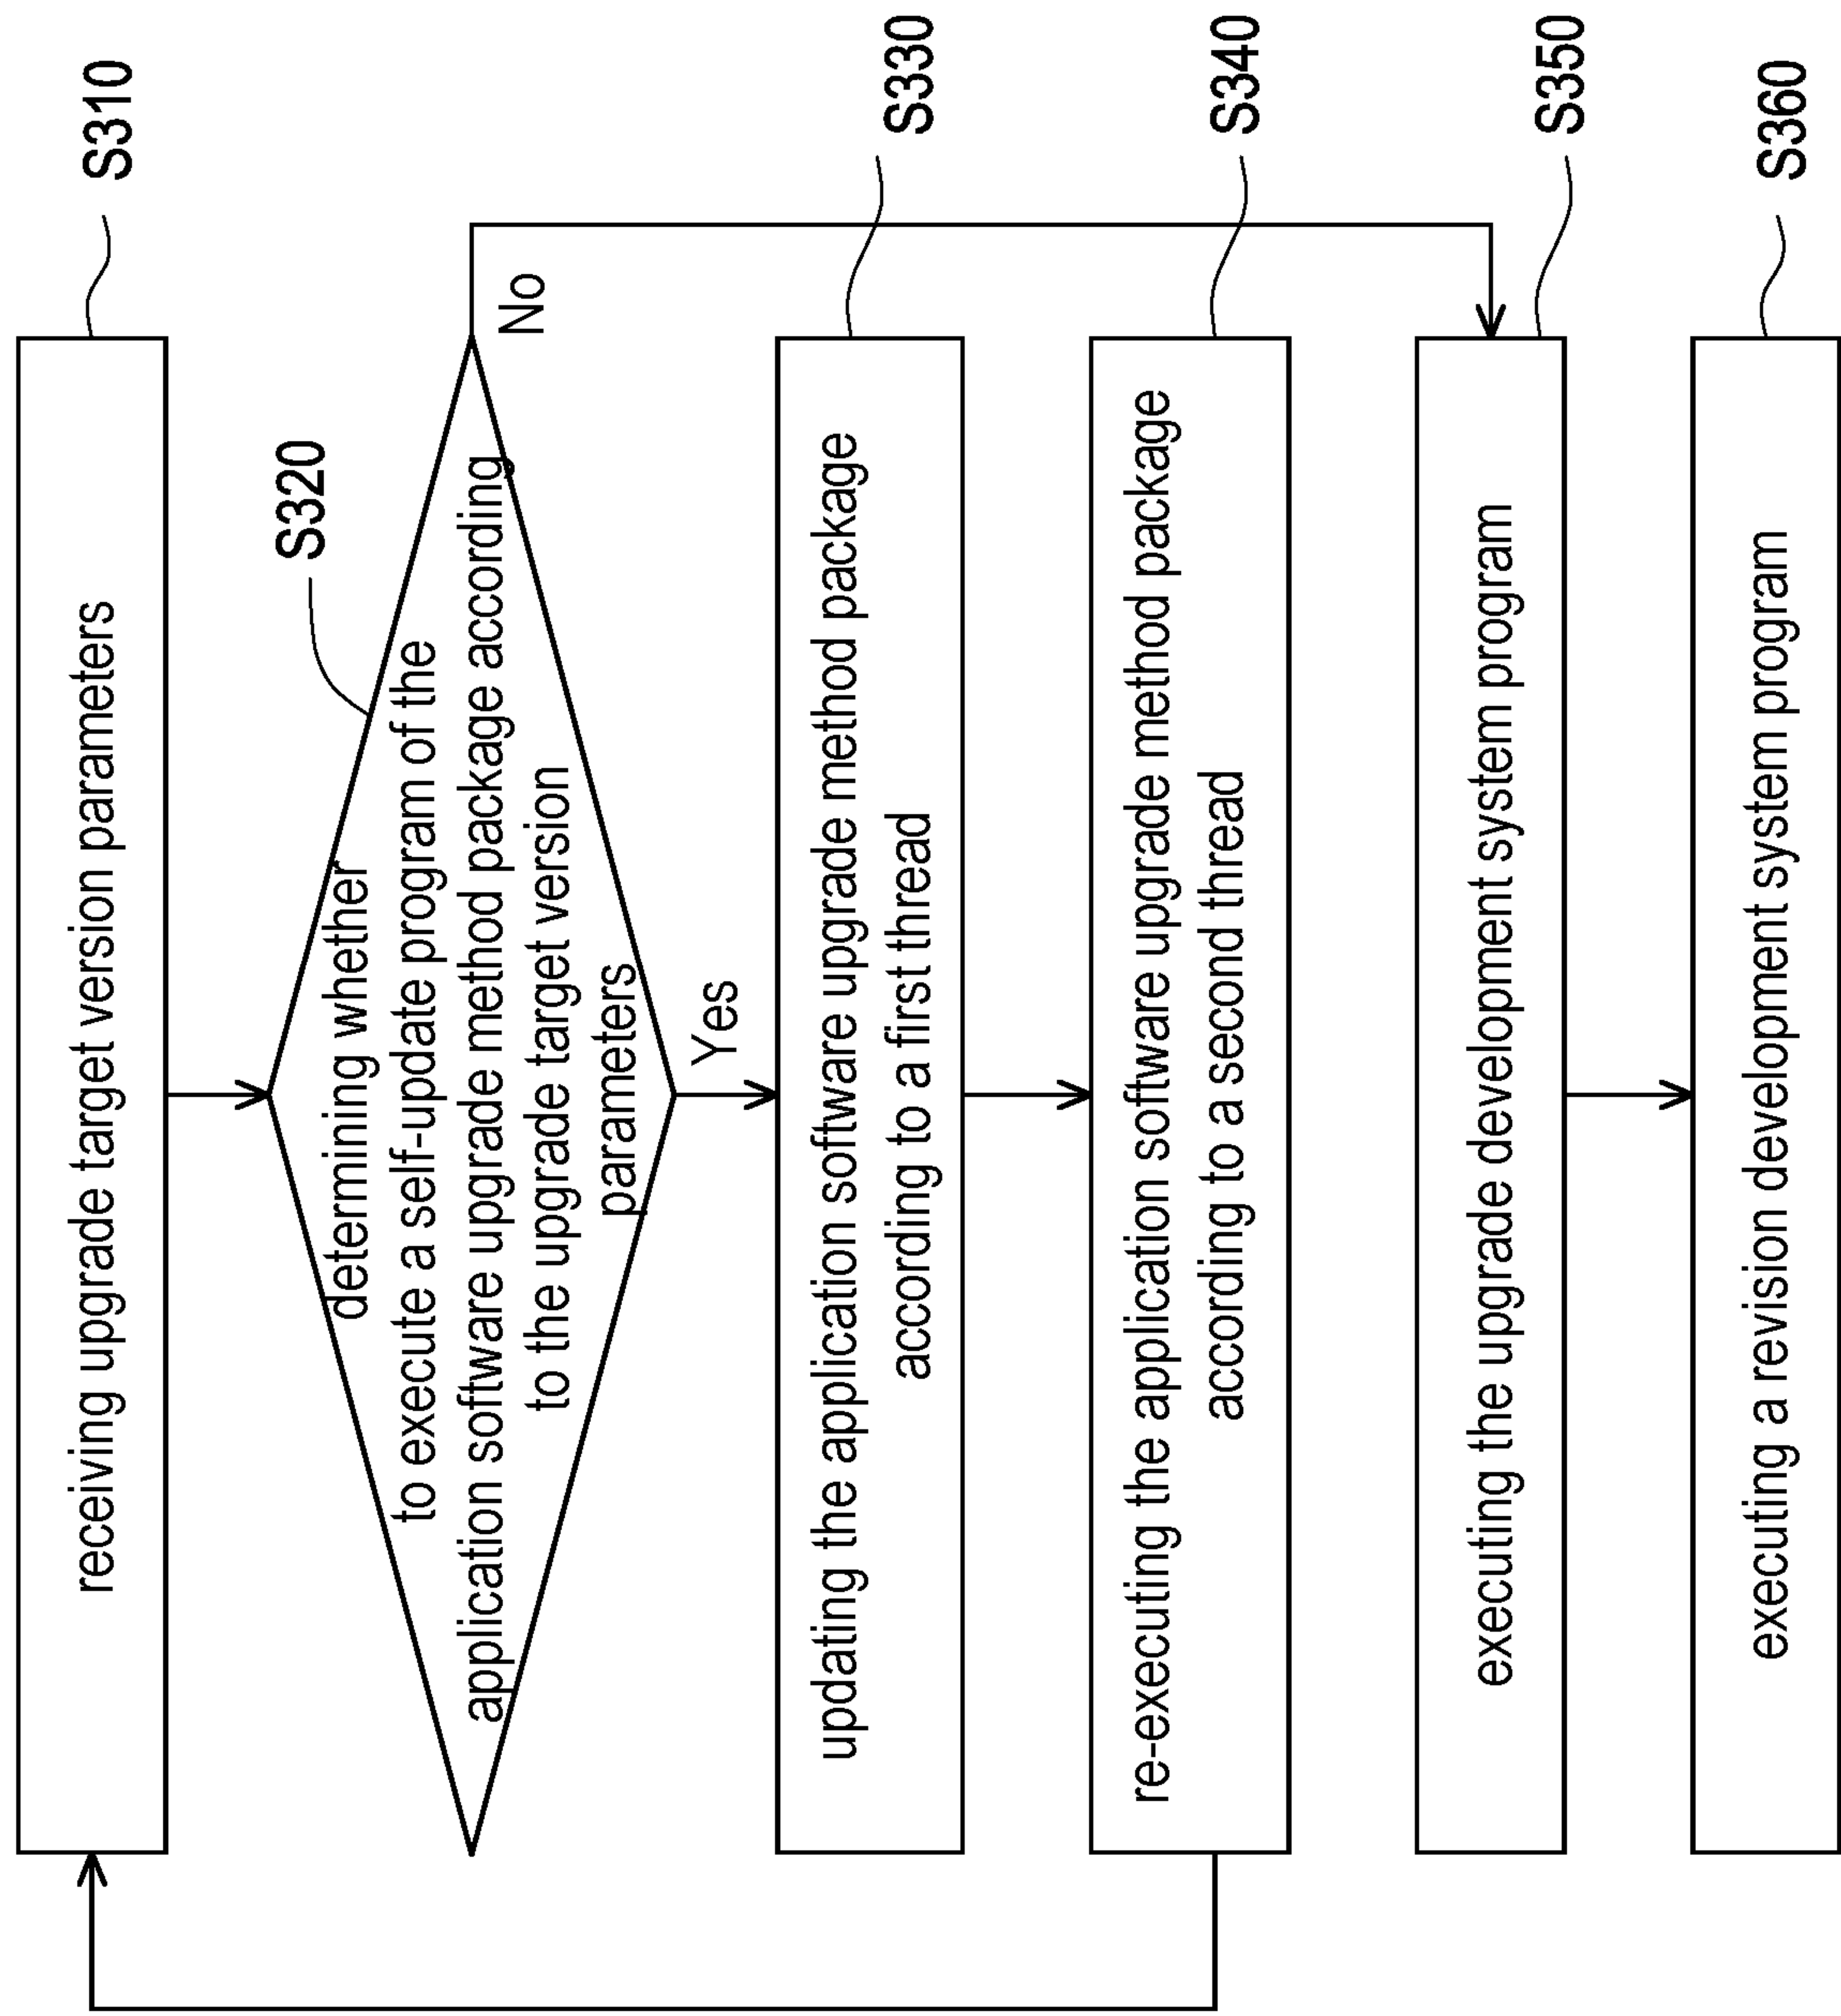 receiving upgrade target version parameters
S310
S320
determining whether
to execute a self-update program of the
application software upgrade method package according
to the upgrade target version
parameters
No
Yes
updating the application software upgrade method package
according to a first thread
S330
re-executing the application software upgrade method package
according to a second thread
S340
executing the upgrade development system program
S350
executing a revision development system program
S360